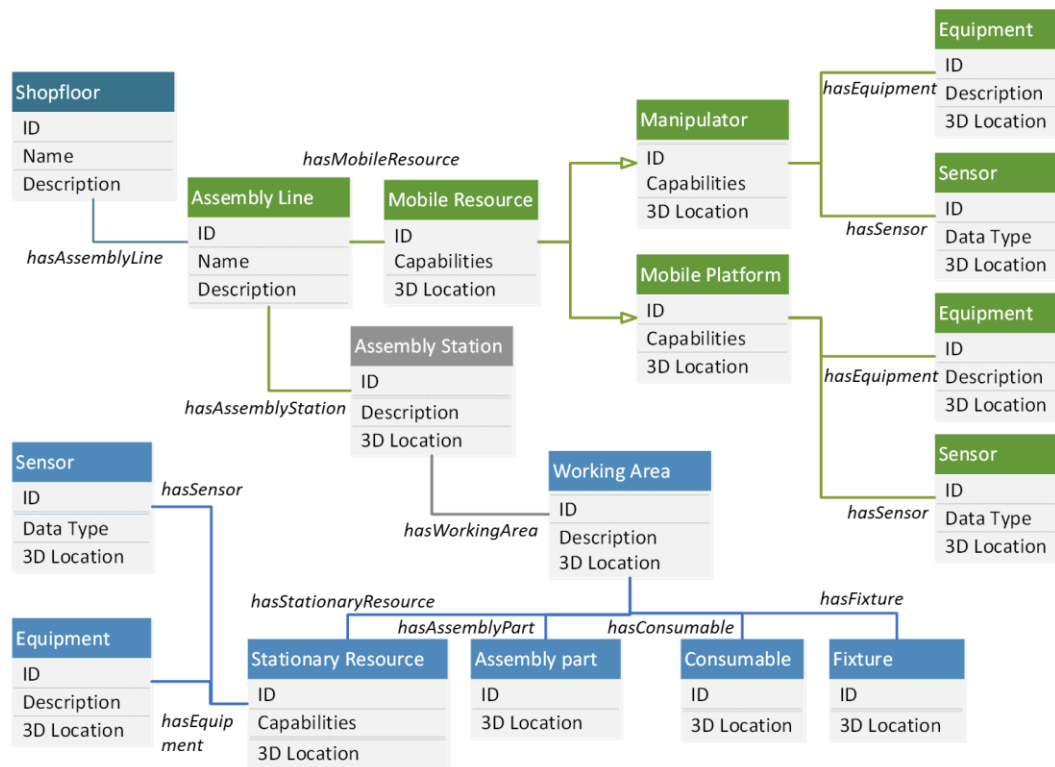 Shopfloor
ID
Name
Description
hasAssemblyLine
Assembly Line
ID
Name
Description
hasMobileResource
Mobile Resource
ID
Capabilities
3D Location
Manipulator
ID
Capabilities
3D Location
hasEquipment
Equipment
ID
Description
3D Location
hasSensor
Sensor
ID
Data Type
3D Location
Mobile Platform
ID
Capabilities
3D Location
hasEquipment
Equipment
ID
Description
3D Location
hasSensor
Sensor
ID
Data Type
3D Location
hasAssemblyStation
Assembly Station
ID
Description
3D Location
hasWorkingArea
Working Area
ID
Description
3D Location
Sensor
ID
Data Type
3D Location
hasSensor
Equipment
ID
Description
3D Location
hasEquip
ment
hasStationaryResource
Stationary Resource
ID
Capabilities
3D Location
hasAssemblyPart
Assembly part
ID
3D Location
hasConsumable
Consumable
ID
3D Location
hasFixture
Fixture
ID
3D Location